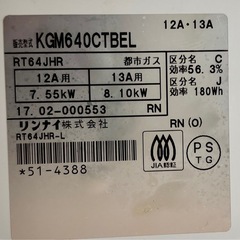 12A・13A
販売型式 KGM640CTBEL
RT64JHR 都市ガス 区分名 C
12A用 13A用 効率56.3%
7.55kW 8.10kW 区分名 J
17.02-000553 RN 効率 180Wh
リンナイ株式会社 RN(O)
RT64JHR-L
JIA認証
PS
TG
*51-4388